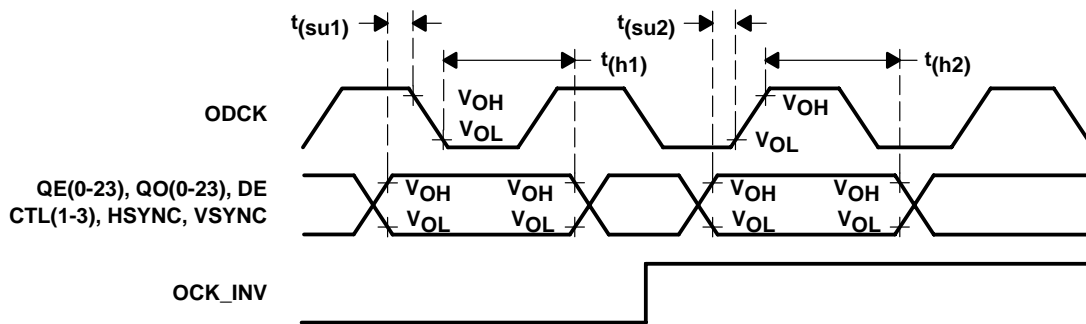 t(su1)
t(su2)
t(h1)
t(h2)
ODCK
VOH
VOL
VOH
VOL
QE(0-23), QO(0-23), DE
CTL(1-3), HSYNC, VSYNC
VOH
VOH
VOH
VOH
VOL
VOL
VOL
VOL
OCK_INV